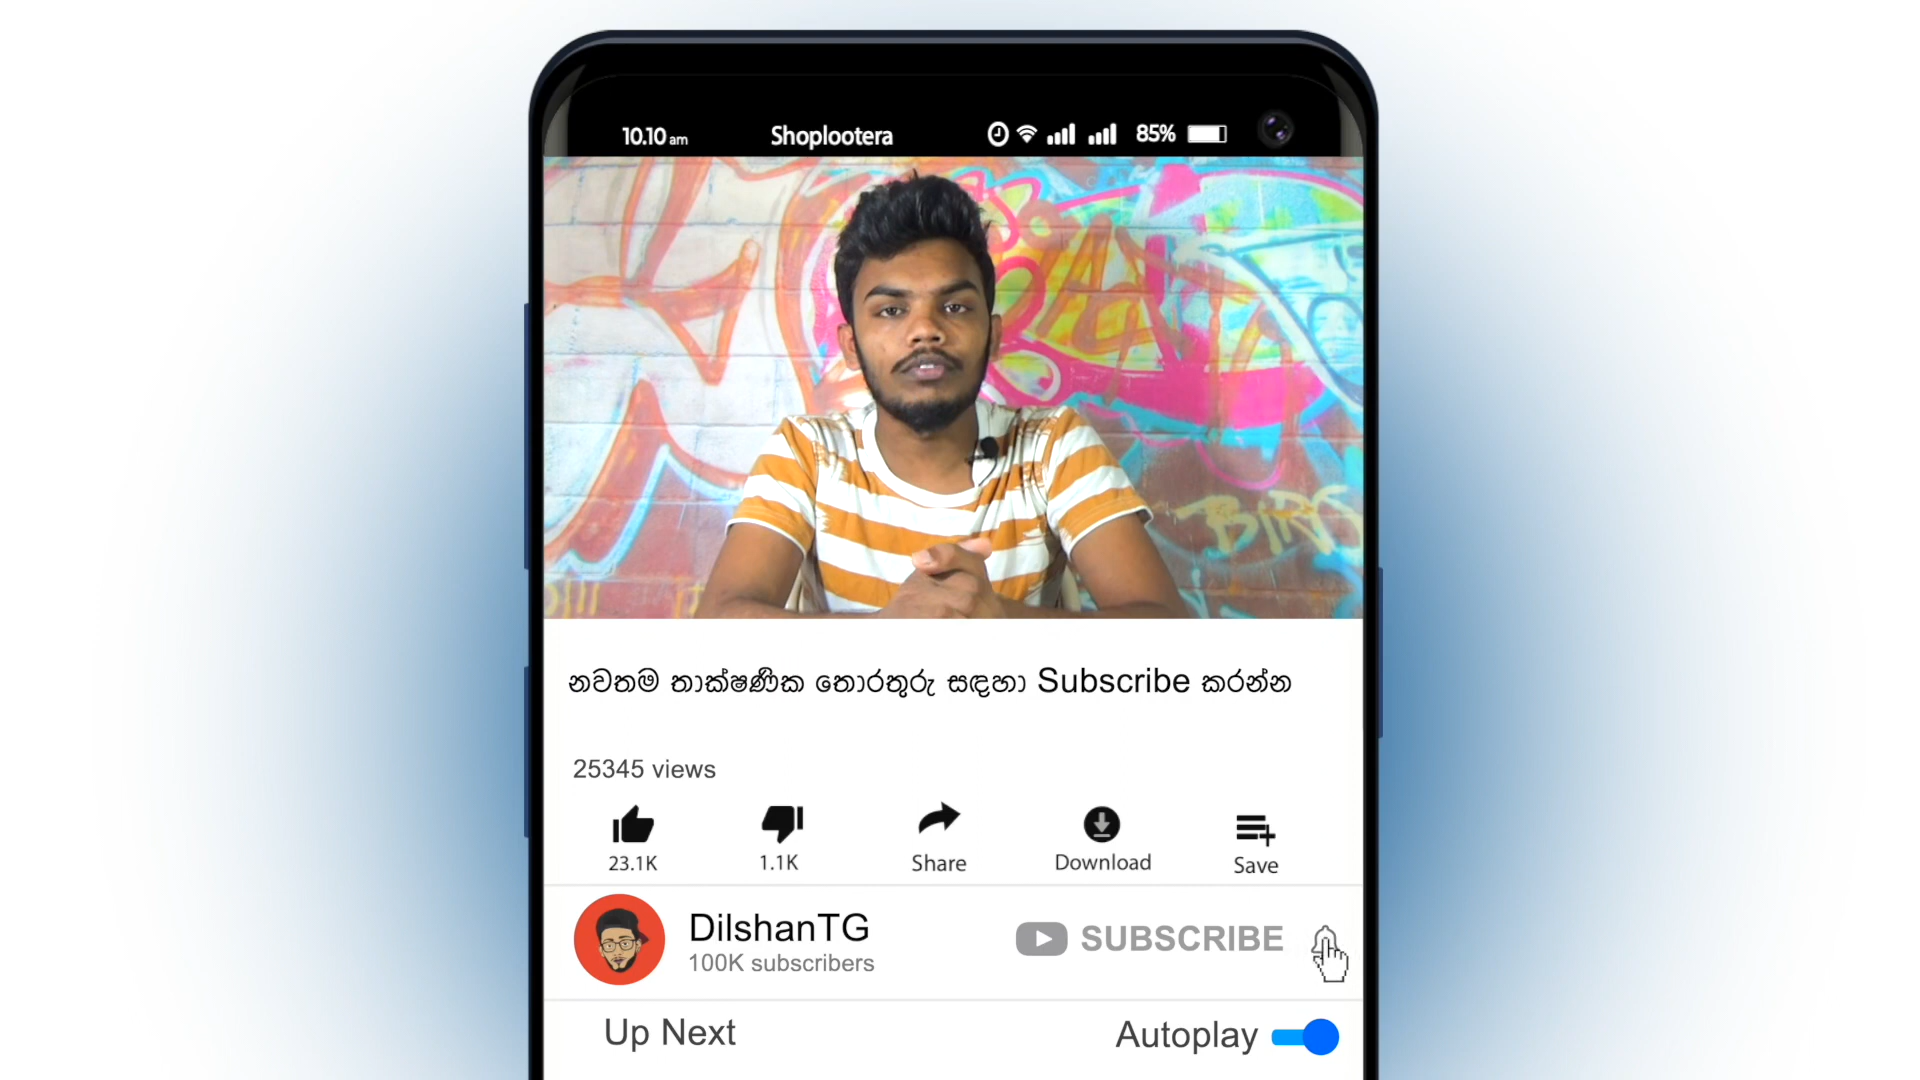 10.10 am Shoplootera 85%
BIRDS
නවතම තාක්ෂණික තොරතුරු සඳහා Subscribe කරන්න
25345 views
23.1K 1.1K Share Download Save
DilshanTG SUBSCRIBE
100K subscribers
Up Next Autoplay